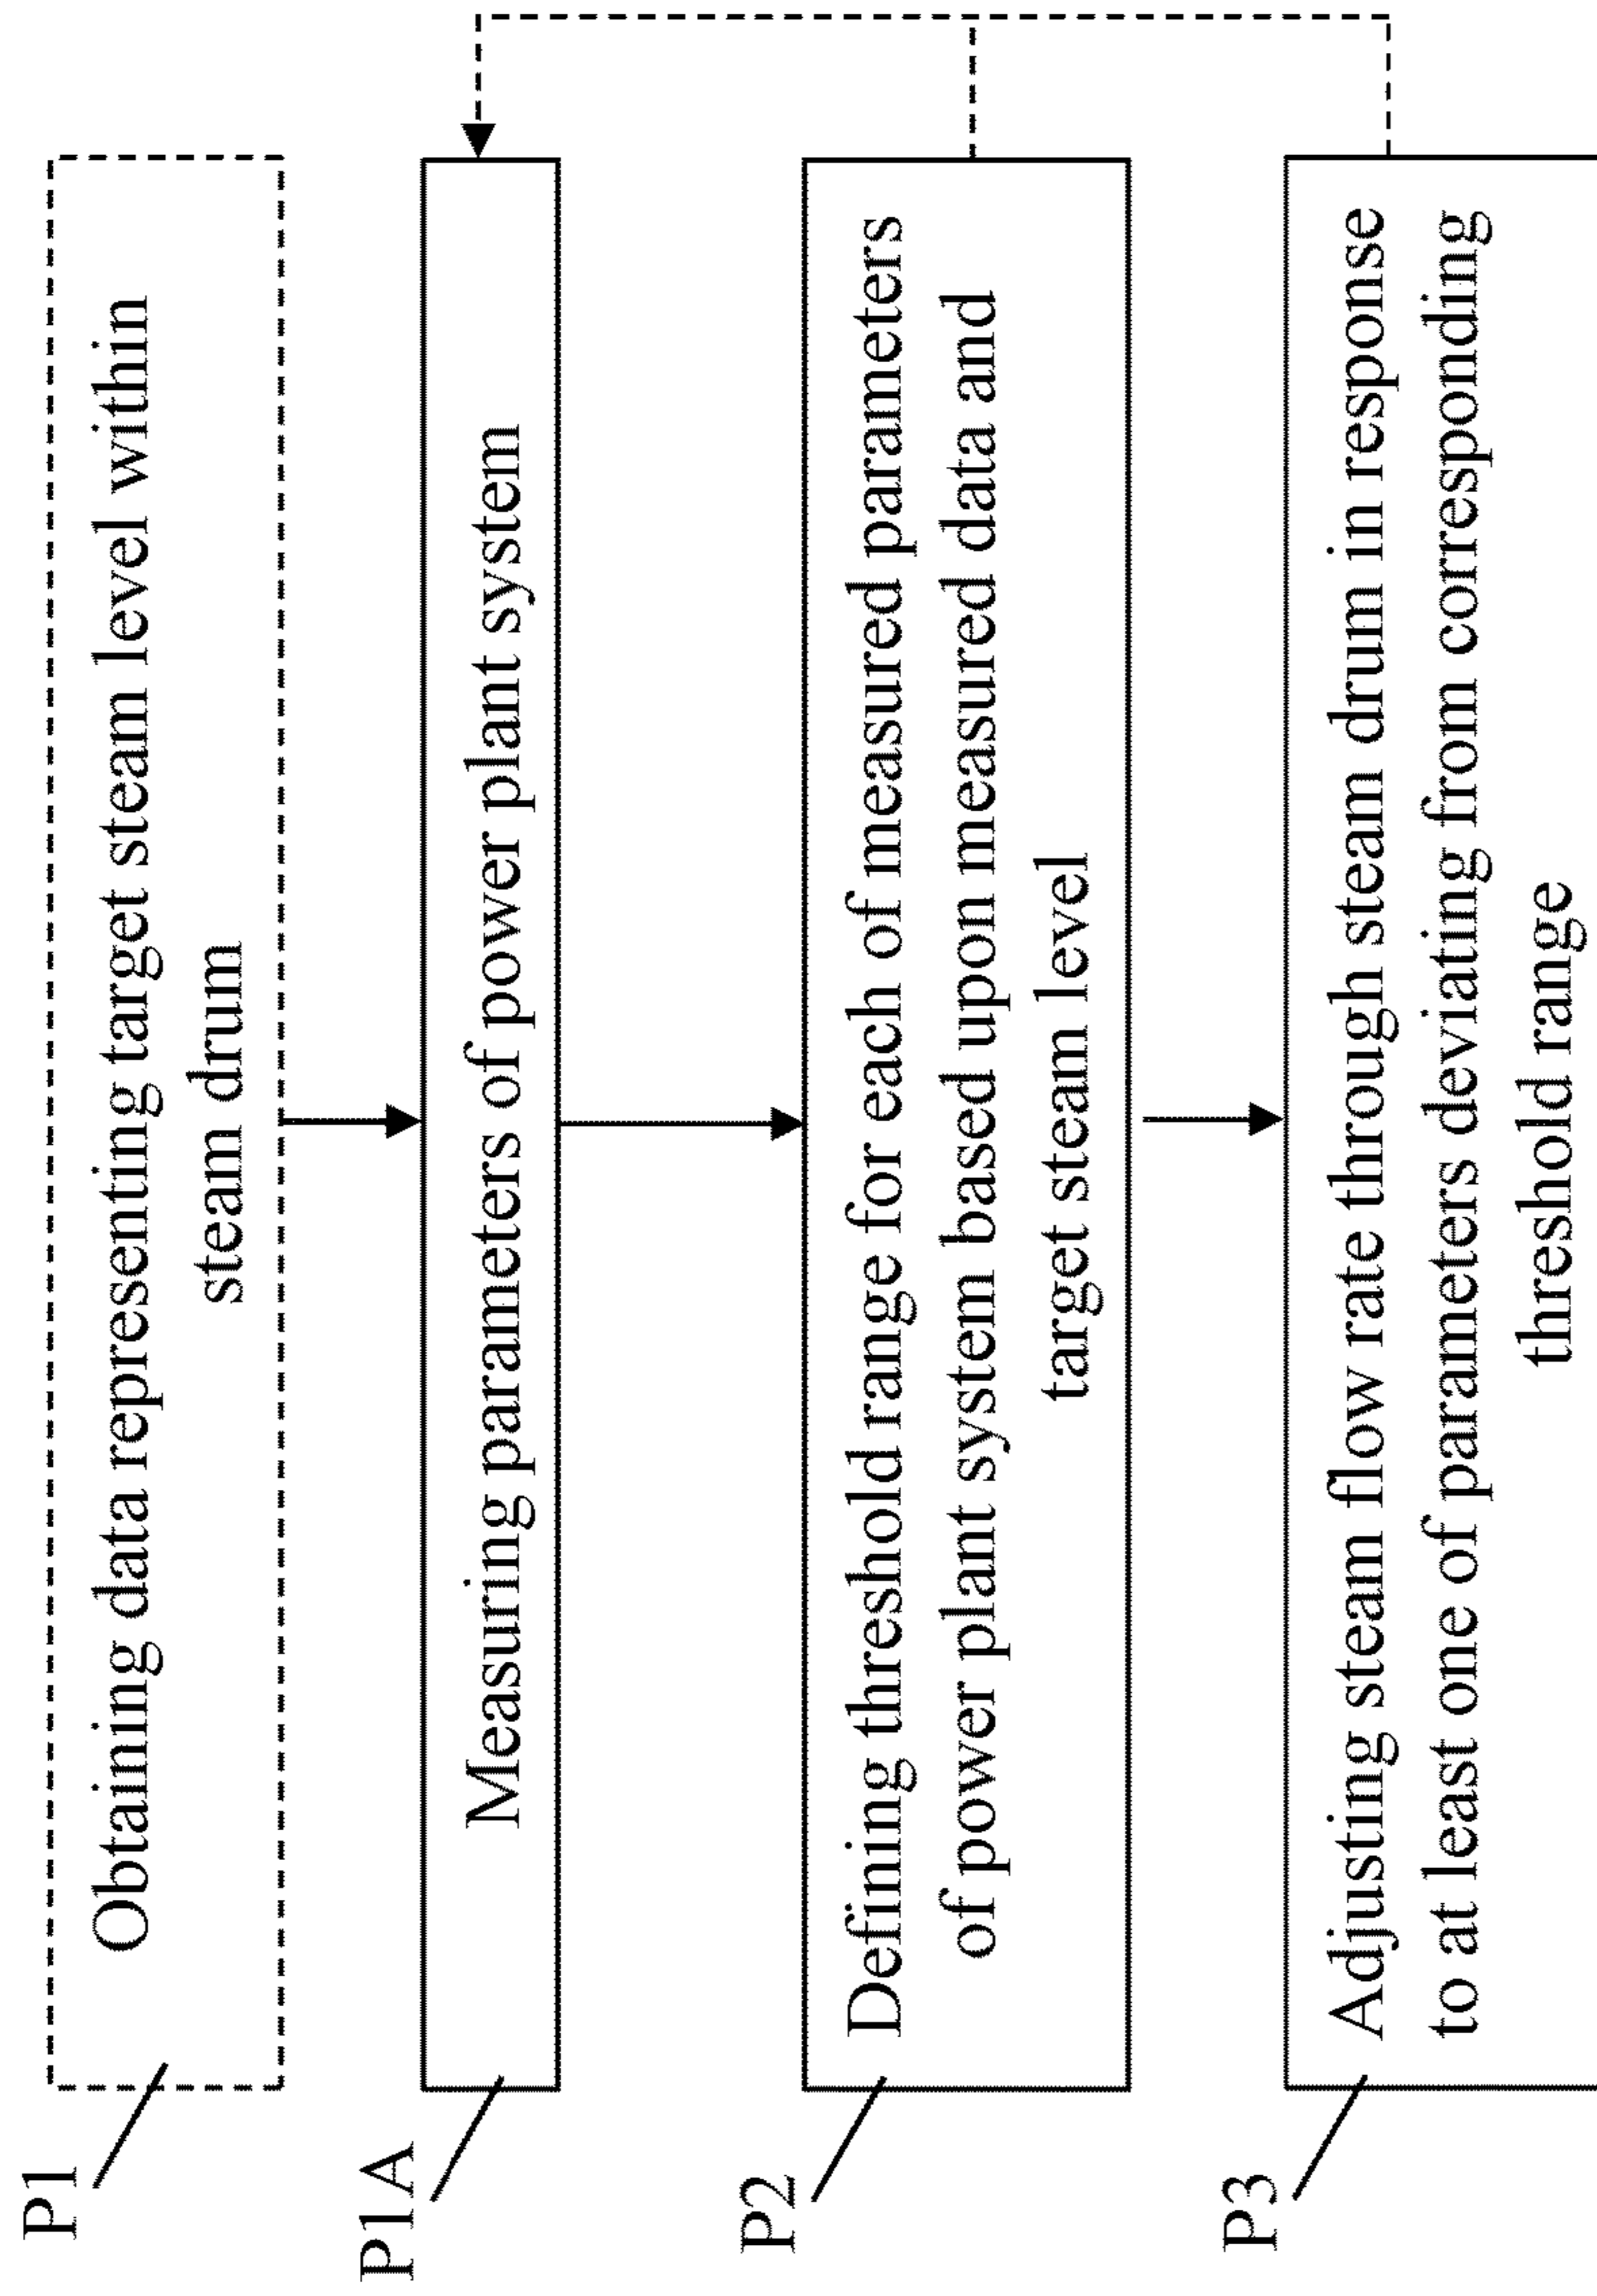 P1
Obtaining data representing target steam level within
steam drum
P1A
Measuring parameters of power plant system
P2
Defining threshold range for each of measured parameters
of power plant system based upon measured data and
target steam level
P3
Adjusting steam flow rate through steam drum in response
to at least one of parameters deviating from corresponding
threshold range